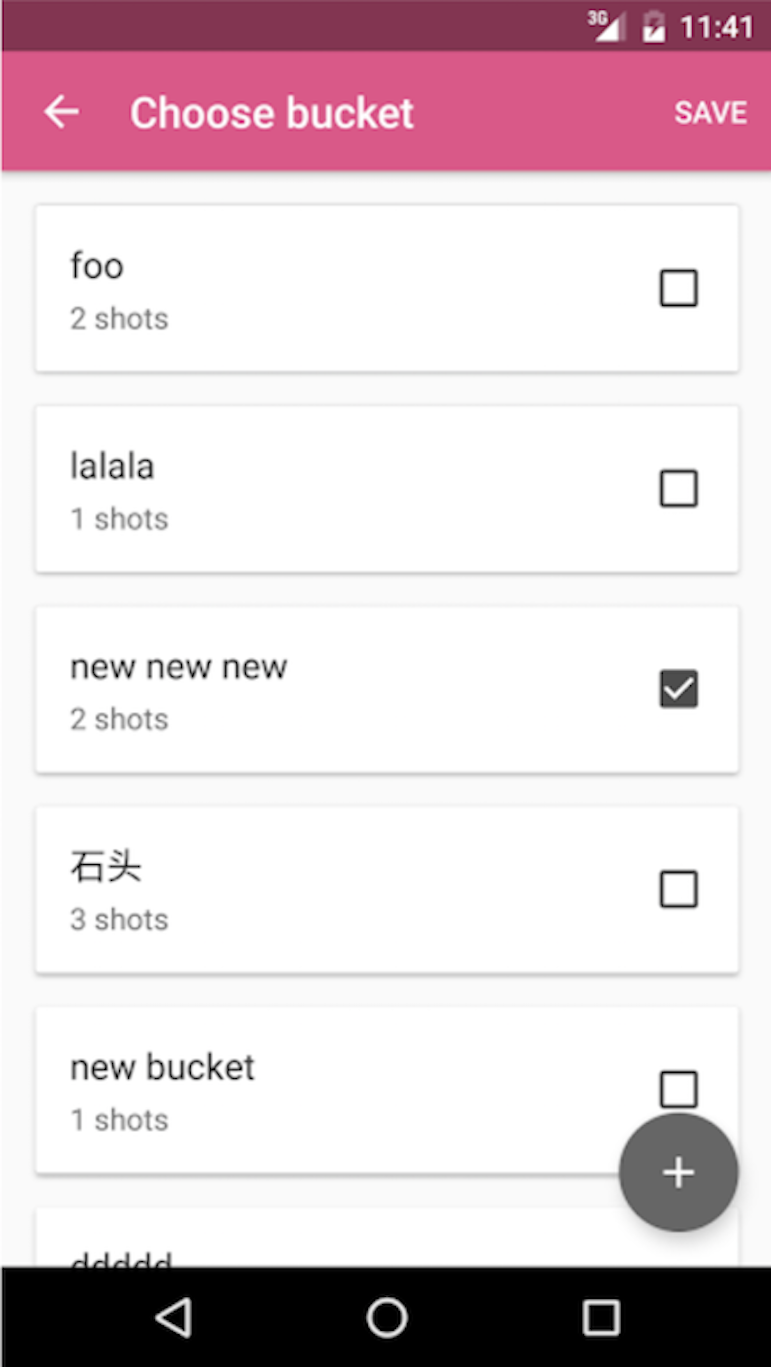 3G 11:41
Choose bucket SAVE
foo
2 shots
lalala
1 shots
new new new
2 shots
石头
3 shots
new bucket
1 shots
ddddd